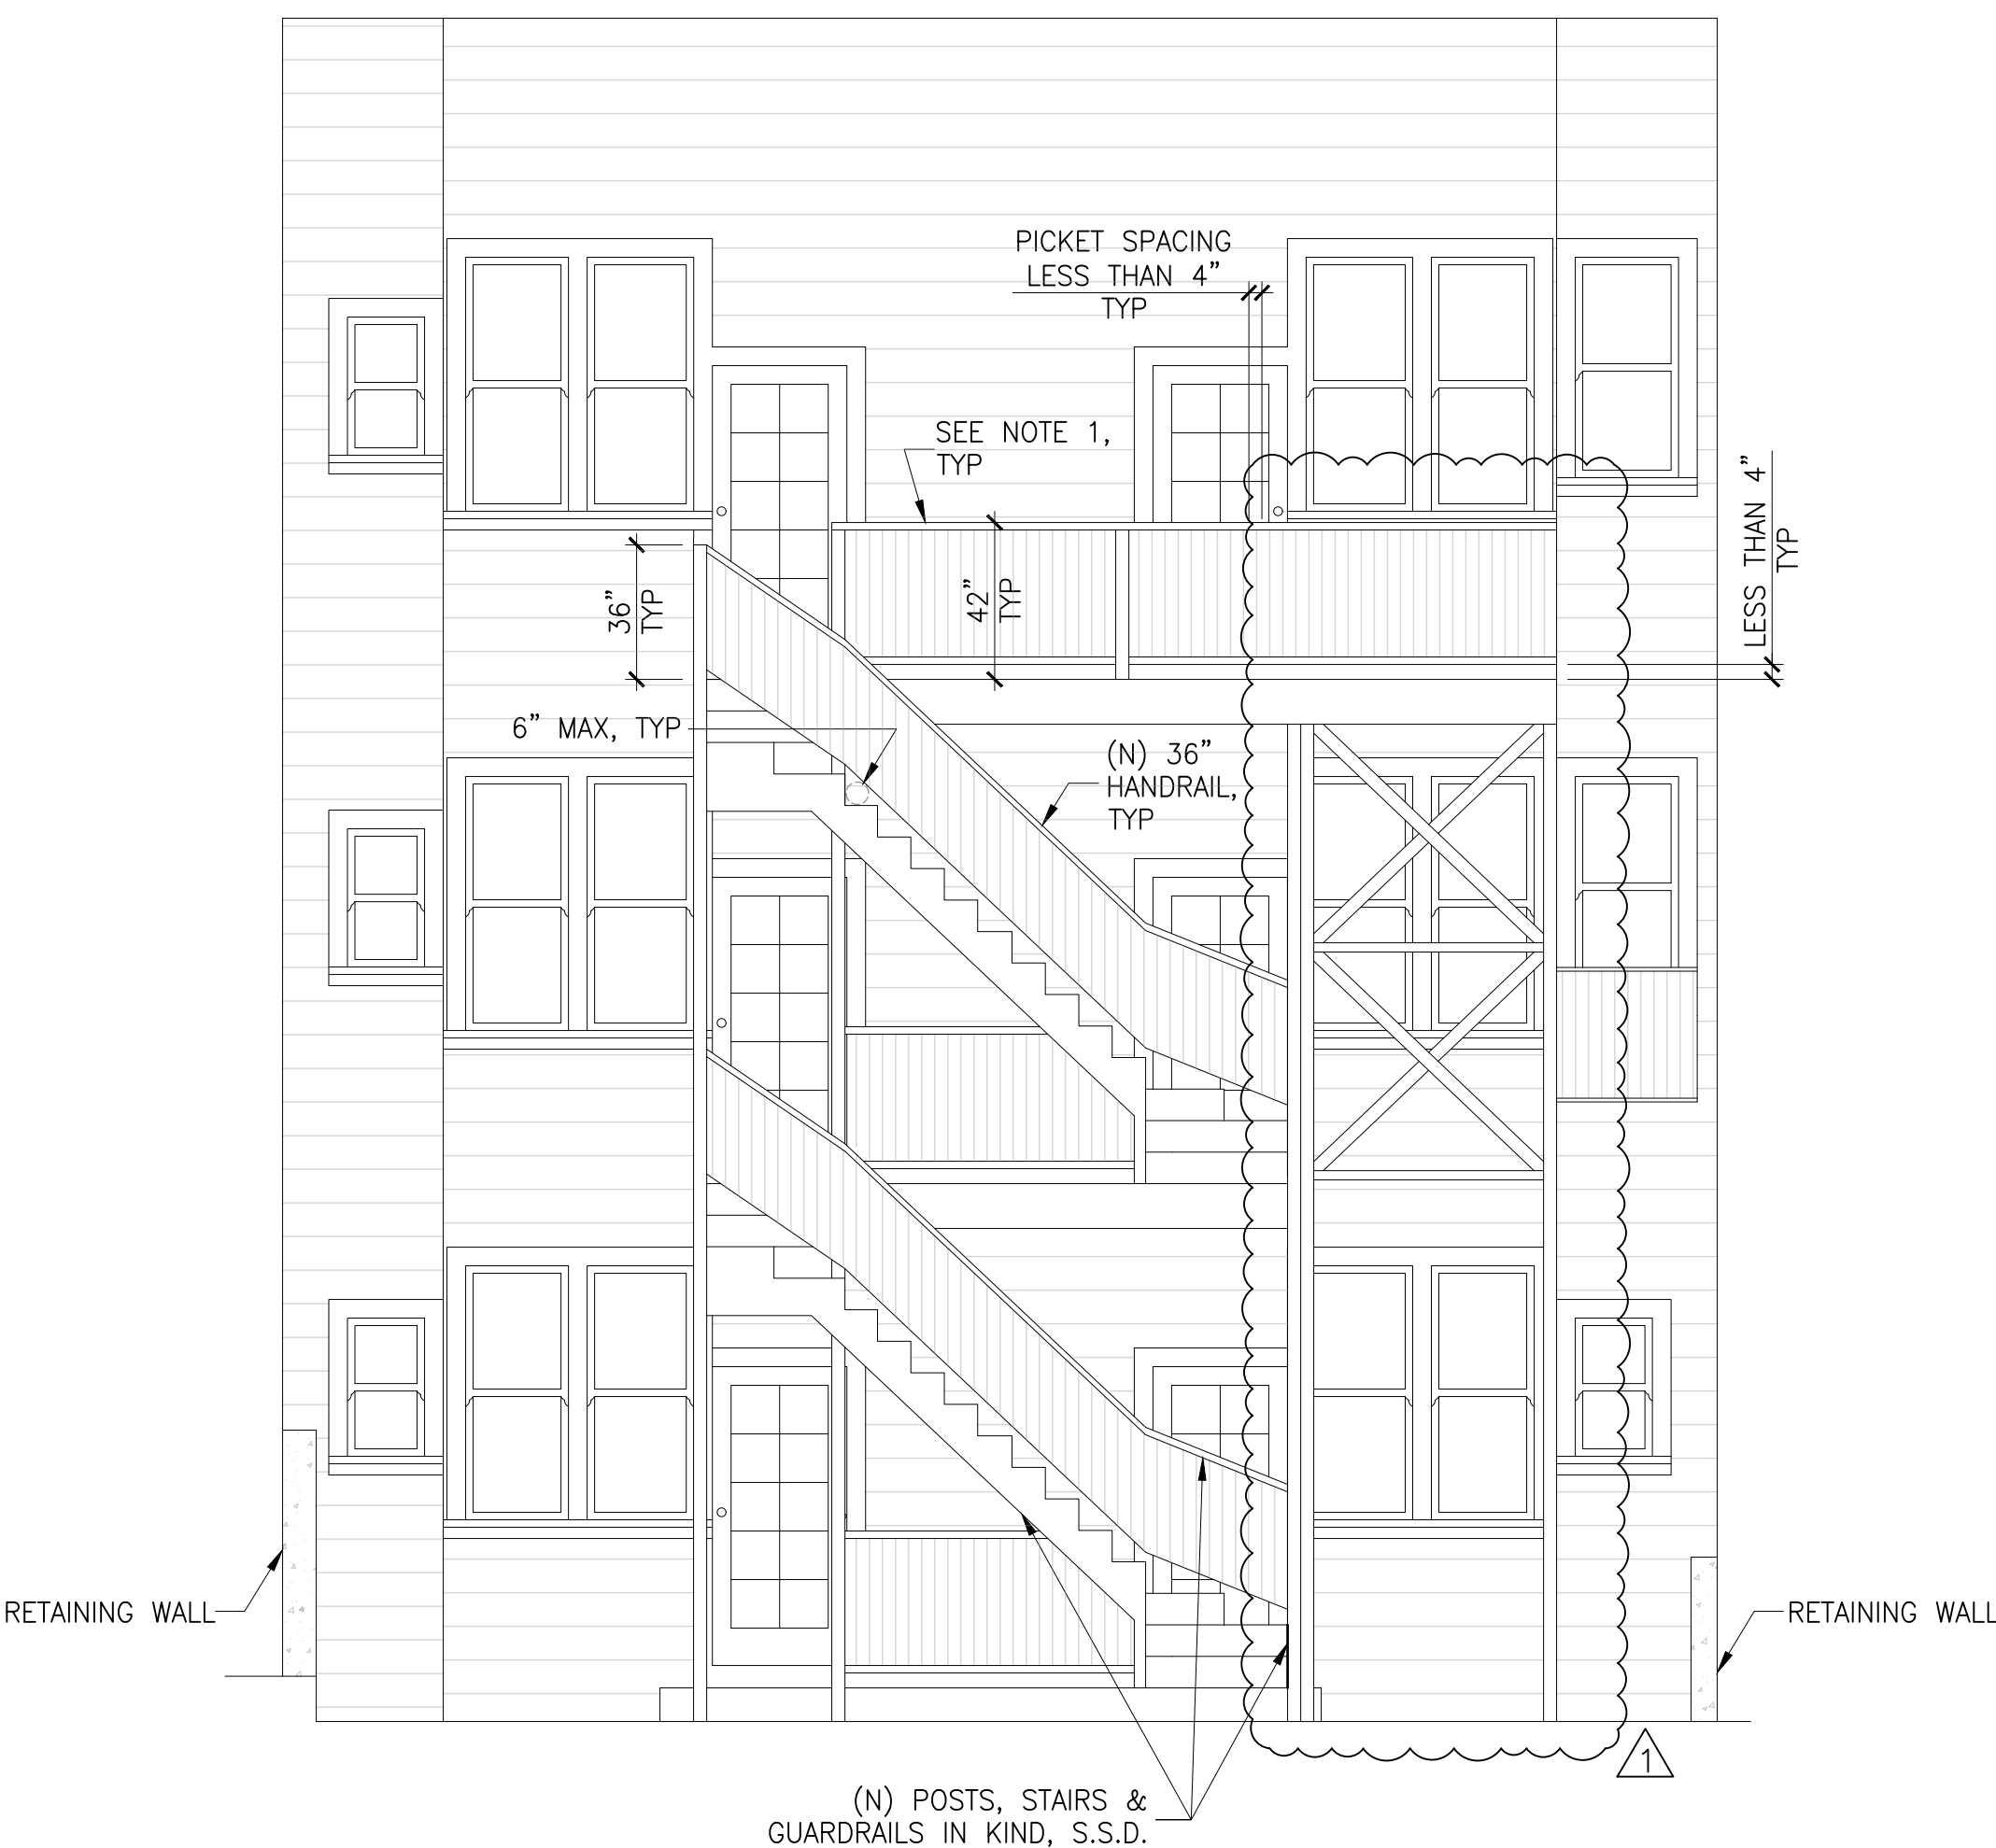 PICKET SPACING
LESS THAN 4”
TYP
SEE NOTE 1,
TYP
LESS THAN 4”
TYP
36”
TYP
42”
TYP
6” MAX, TYP
(N) 36”
HANDRAIL,
TYP
RETAINING WALL
RETAINING WALL
1
(N) POSTS, STAIRS &
GUARDRAILS IN KIND, S.S.D.